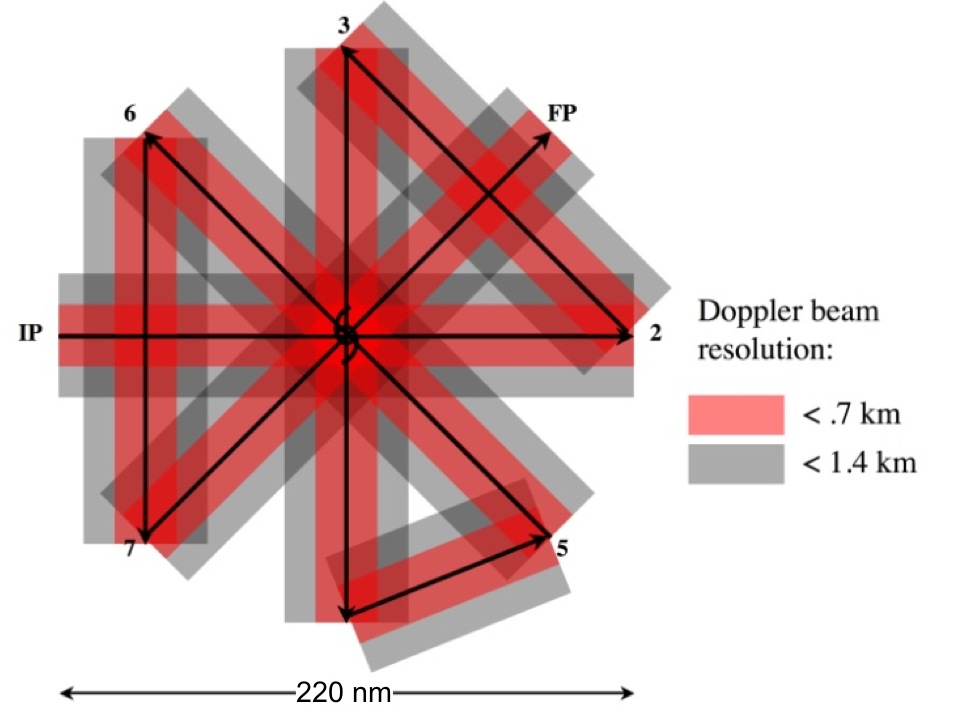 3
6
FP
IP
2
Doppler beam
resolution:
< .7 km
< 1.4 km
7
5
220 nm